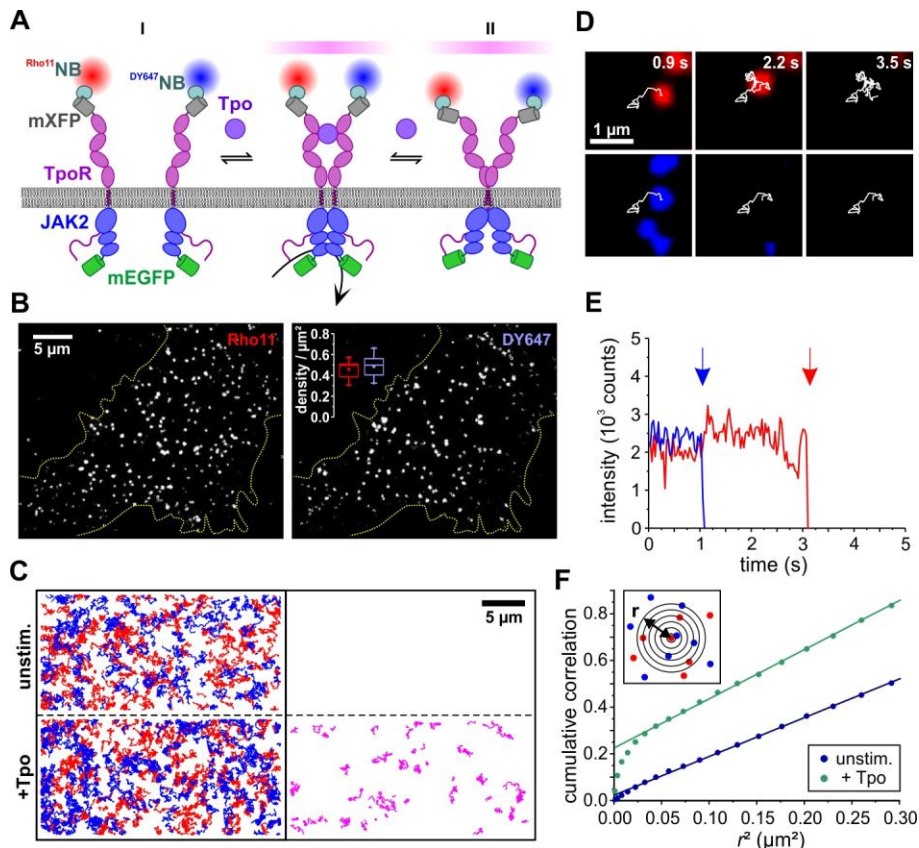 A
I
II
Rho11NB
DY647NB
Tpo
mXFP
TpoR
JAK2
mEGFP
B
5 µm
Rho11
density / µm²
0.8
0.6
0.4
0.2
0.0
DY647
C
unstim.
+Tpo
5 µm
D
0.9 s
2.2 s
3.5 s
1 µm
E
intensity (10³ counts)
5
4
3
2
1
0
0 1 2 3 4 5
time (s)
F
r
cumulative correlation
0.8
0.6
0.4
0.2
0.0
unstim.
+ Tpo
0.00 0.05 0.10 0.15 0.20 0.25 0.30
r² (µm²)